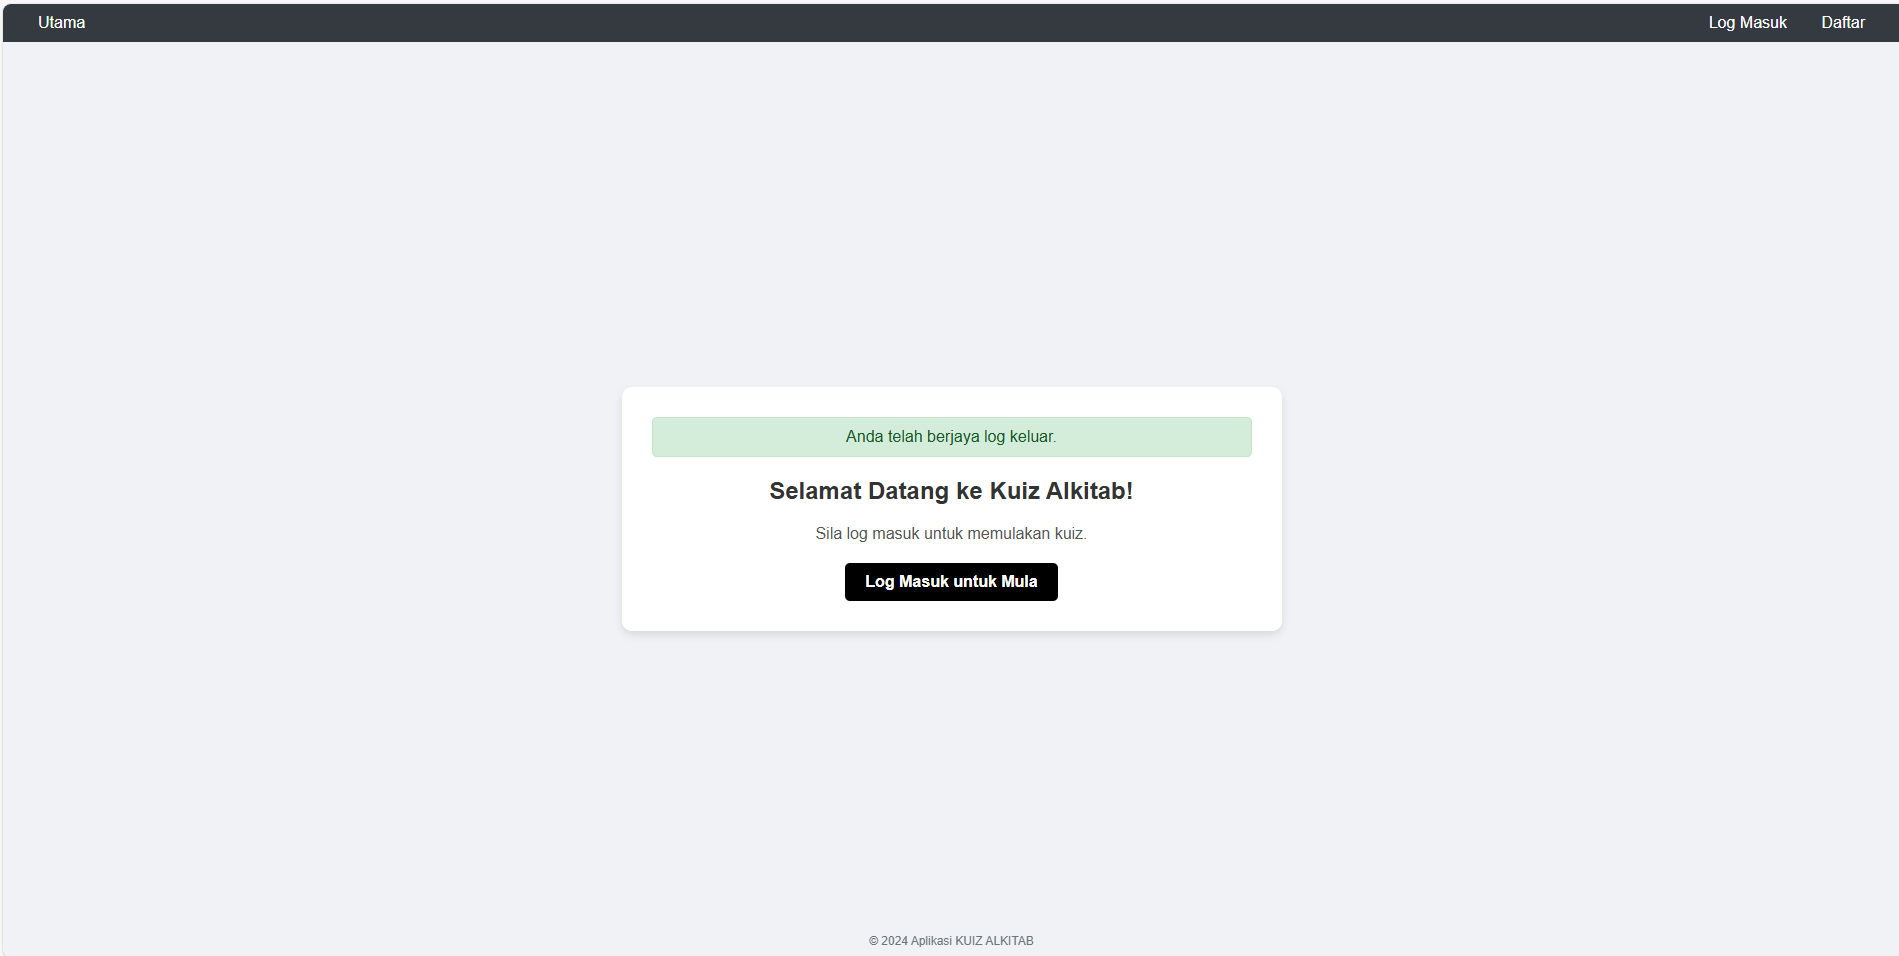 Utama
Log Masuk
Daftar
Anda telah berjaya log keluar.
Selamat Datang ke Kuiz Alkitab!
Sila log masuk untuk memulakan kuiz.
Log Masuk untuk Mula
© 2024 Aplikasi KUIZ ALKITAB